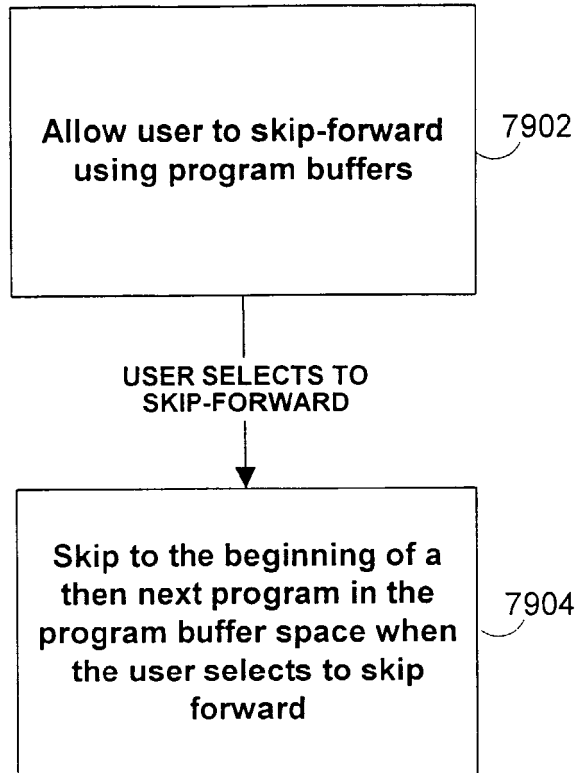 Allow user to skip-forward
using program buffers
7902
USER SELECTS TO
SKIP-FORWARD
Skip to the beginning of a
then next program in the
program buffer space when
the user selects to skip
forward
7904